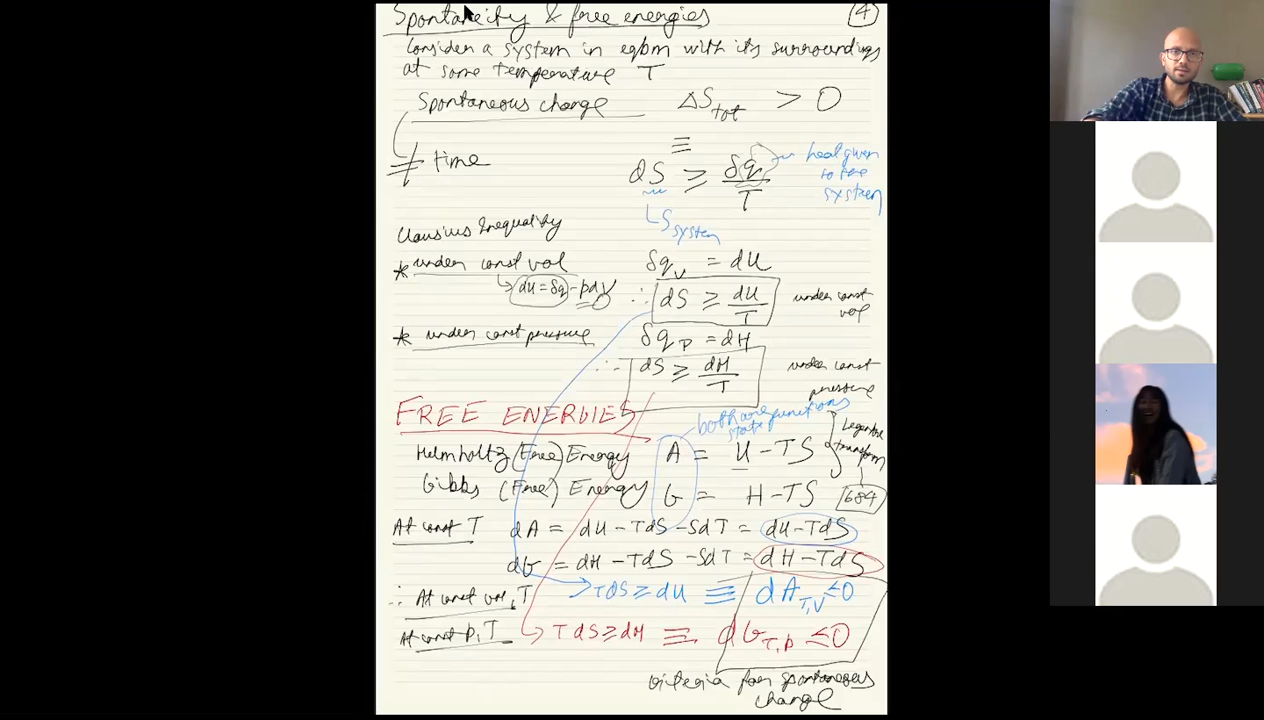 Spontaneity & free energies 4
Consider a system in eqbm with its surroundings
at some temperature T
Spontaneous change ΔS_tot > 0
≡
≠ time
dS ≥ δq/T heat given to the system
S_system
Clausius Inequality
* under const vol δq_V = dU
du = δq - pdV 0
∴ dS ≥ dU/T under const vol
* under const pressure δq_P = dH
∴ dS ≥ dH/T under const pressure
FREE ENERGIES
both are functions
state
Helmholtz (Free) Energy A = U - TS
Legendre transform
Gibbs (Free) Energy G = H - TS 684
At const T dA = dU - TdS - SdT = dU - TdS
dG = dH - TdS - SdT = dH - TdS
∴ At const vol, T TdS ≥ dU ≡ dA_T,V ≤ 0
At const P, T TdS ≥ dH ≡ dG_T,P ≤ 0
Criteria for spontaneous
change